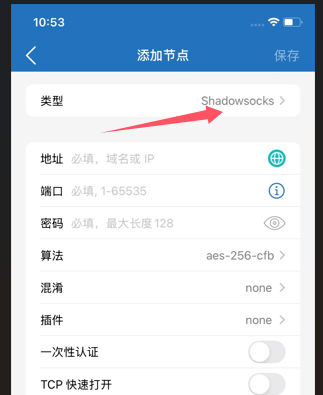 10:53
添加节点 保存
类型 Shadowsocks
地址 必填，域名或 IP
端口 必填, 1-65535
密码 必填，最大长度 128
算法 aes-256-cfb
混淆 none
插件 none
一次性认证
TCP 快速打开